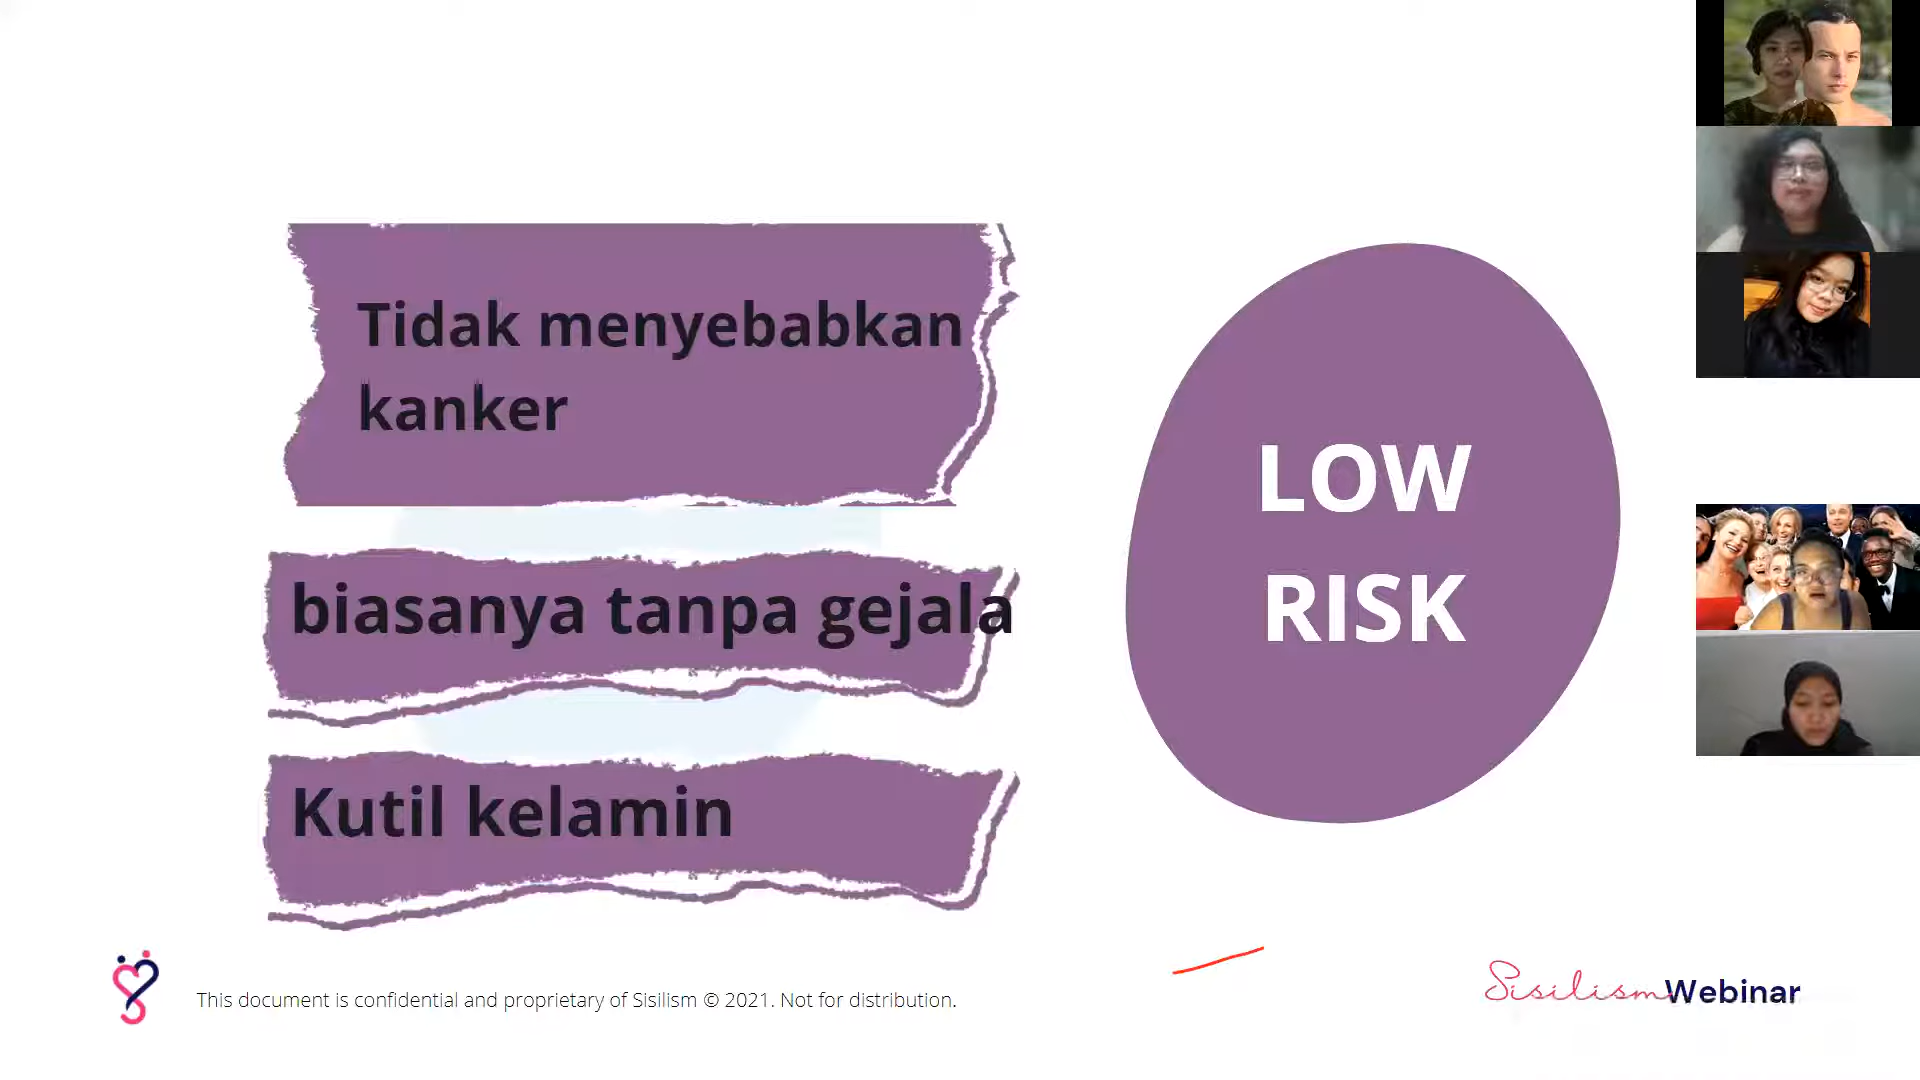 Tidak menyebabkan
kanker
biasanya tanpa gejala
Kutil kelamin
LOW
RISK
This document is confidential and proprietary of Sisilism © 2021. Not for distribution.
Sisilism Webinar